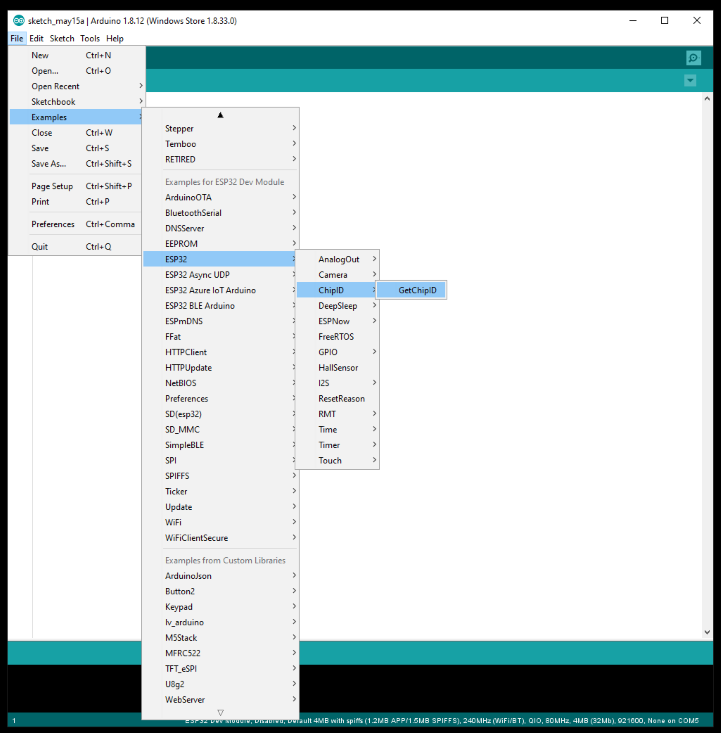 sketch_may15a | Arduino 1.8.12 (Windows Store 1.8.33.0)
File Edit Sketch Tools Help
New Ctrl+N
Open... Ctrl+O
Open Recent
Sketchbook
Examples
Close Ctrl+W
Save Ctrl+S
Save As... Ctrl+Shift+S
Page Setup Ctrl+Shift+P
Print Ctrl+P
Preferences Ctrl+Comma
Quit Ctrl+Q
Stepper
Temboo
RETIRED
Examples for ESP32 Dev Module
ArduinoOTA
BluetoothSerial
DNSServer
EEPROM
ESP32
ESP32 Async UDP
ESP32 Azure IoT Arduino
ESP32 BLE Arduino
ESPmDNS
FFat
HTTPClient
HTTPUpdate
NetBIOS
Preferences
SD(esp32)
SD_MMC
SimpleBLE
SPI
SPIFFS
Ticker
Update
WiFi
WiFiClientSecure
Examples from Custom Libraries
ArduinoJson
Button2
Keypad
lv_arduino
M5Stack
MFRC522
TFT_eSPI
U8g2
WebServer
AnalogOut
Camera
ChipID
DeepSleep
ESPNow
FreeRTOS
GPIO
HallSensor
I2S
ResetReason
RMT
Time
Timer
Touch
GetChipID
1
ESP32 Dev Module, Disabled, Default 4MB with spiffs (1.2MB APP/1.5MB SPIFFS), 240MHz (WiFi/BT), QIO, 80MHz, 4MB (32Mb), 921600, None on COM5